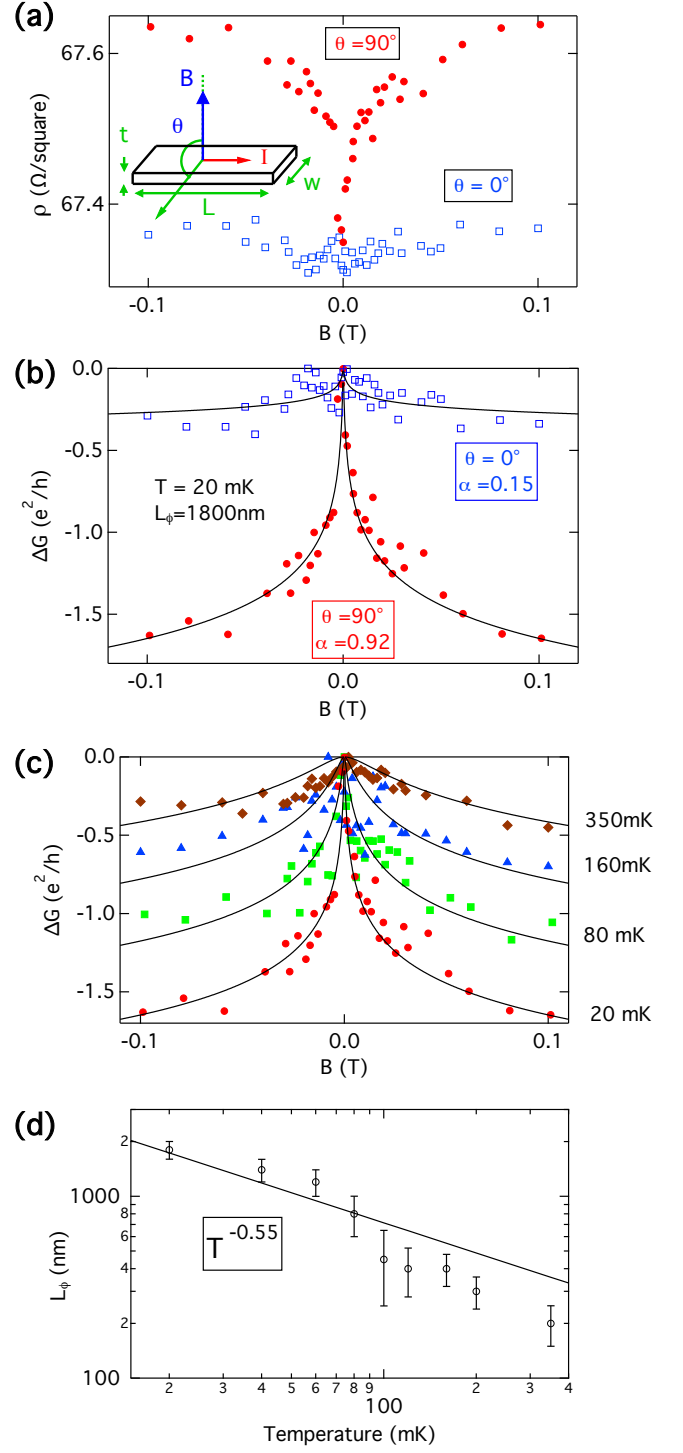 (a)
67.6
67.4
ρ (Ω/square)
θ =90°
B
θ
t
I
w
L
θ = 0°
-0.1 0.0 0.1
B (T)
(b)
0.0
-0.5
-1.0
-1.5
ΔG (e²/h)
θ = 0°
α =0.15
T = 20 mK
Lϕ=1800nm
θ =90°
α =0.92
-0.1 0.0 0.1
B (T)
(c)
0.0
-0.5
-1.0
-1.5
ΔG (e²/h)
350mK
160mK
80 mK
20 mK
-0.1 0.0 0.1
B (T)
(d)
2
1000
8
6
4
2
100
Lϕ (nm)
T -0.55
2 3 4 5 6 7 8 9 100 2 3 4
Temperature (mK)